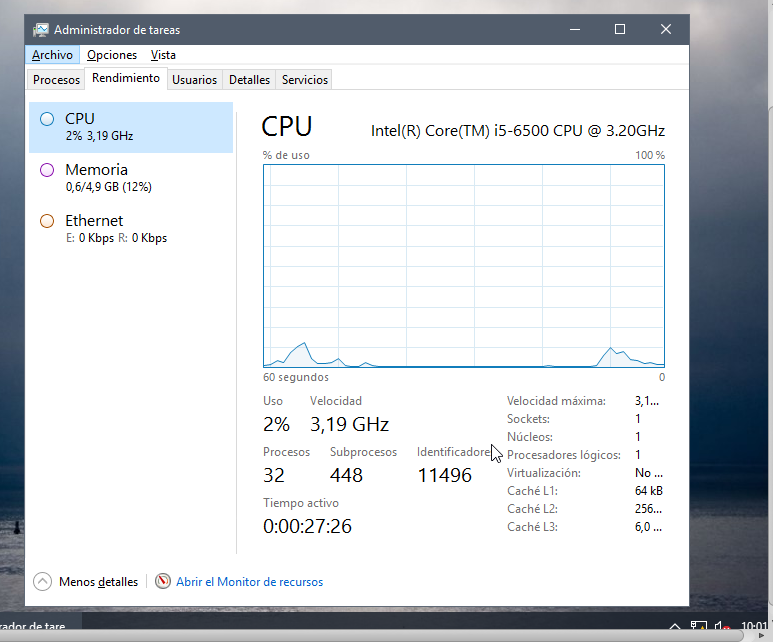 Administrador de tareas
Archivo Opciones Vista
Procesos Rendimiento Usuarios Detalles Servicios
CPU
2% 3,19 GHz
Memoria
0,6/4,9 GB (12%)
Ethernet
E: 0 Kbps R: 0 Kbps
CPU Intel(R) Core(TM) i5-6500 CPU @ 3.20GHz
% de uso 100 %
60 segundos 0
Uso Velocidad
2% 3,19 GHz
Procesos Subprocesos Identificadore
32 448 11496
Tiempo activo
0:00:27:26
Velocidad máxima: 3,1...
Sockets: 1
Núcleos: 1
Procesadores lógicos: 1
Virtualización: No ...
Caché L1: 64 kB
Caché L2: 256...
Caché L3: 6,0 ...
Menos detalles Abrir el Monitor de recursos
rador de tare... 10:01